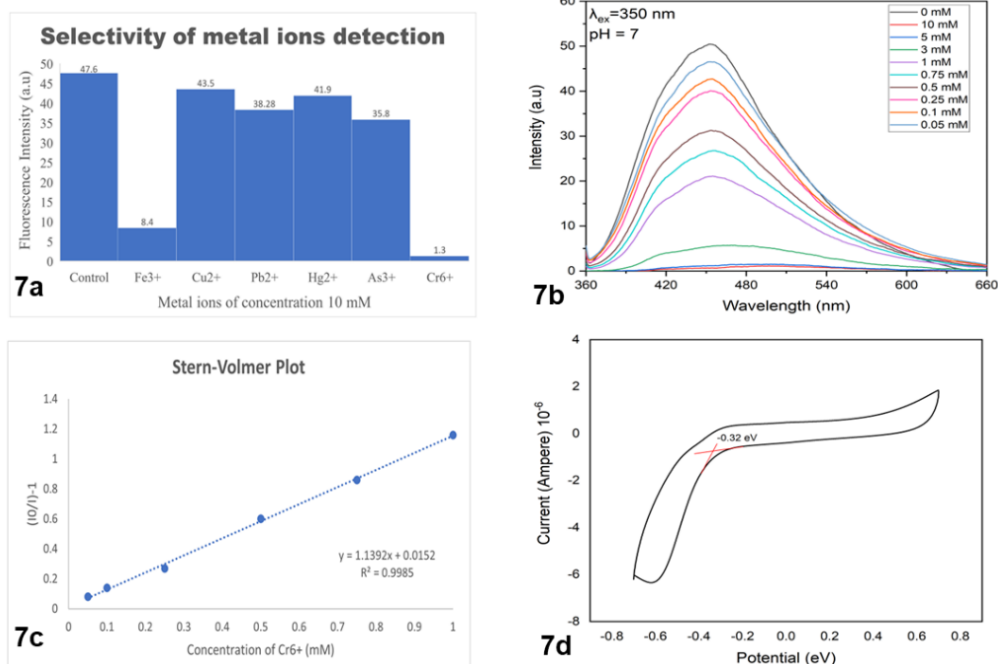 Selectivity of metal ions detection
Fluorescence Intensity (a.u)
50
45
40
35
30
25
20
15
10
5
0
47.6
8.4
43.5
38.28
41.9
35.8
1.3
Control Fe3+ Cu2+ Pb2+ Hg2+ As3+ Cr6+
Metal ions of concentration 10 mM
7a
λex=350 nm
pH = 7
0 mM
10 mM
5 mM
3 mM
1 mM
0.75 mM
0.5 mM
0.25 mM
0.1 mM
0.05 mM
Intensity (a.u)
60
50
40
30
20
10
0
360 420 480 540 600 660
Wavelength (nm)
7b
Stern-Volmer Plot
(I0/I)-1
1.4
1.2
1
0.8
0.6
0.4
0.2
0
y = 1.1392x + 0.0152
R² = 0.9985
0 0.1 0.2 0.3 0.4 0.5 0.6 0.7 0.8 0.9 1
Concentration of Cr6+ (mM)
7c
Current (Ampere) 10-6
4
2
0
-2
-4
-6
-8
-0.32 eV
-0.8 -0.6 -0.4 -0.2 0.0 0.2 0.4 0.6 0.8
Potential (eV)
7d